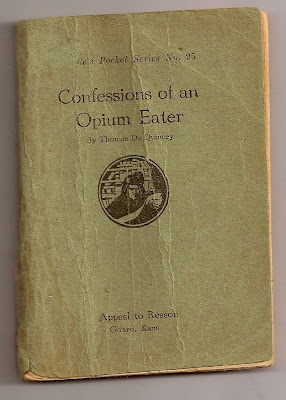 Pocket Series No. 25
Confessions of an
Opium Eater
By Thomas De Quincey
Appeal to Reason
Girard, Kans